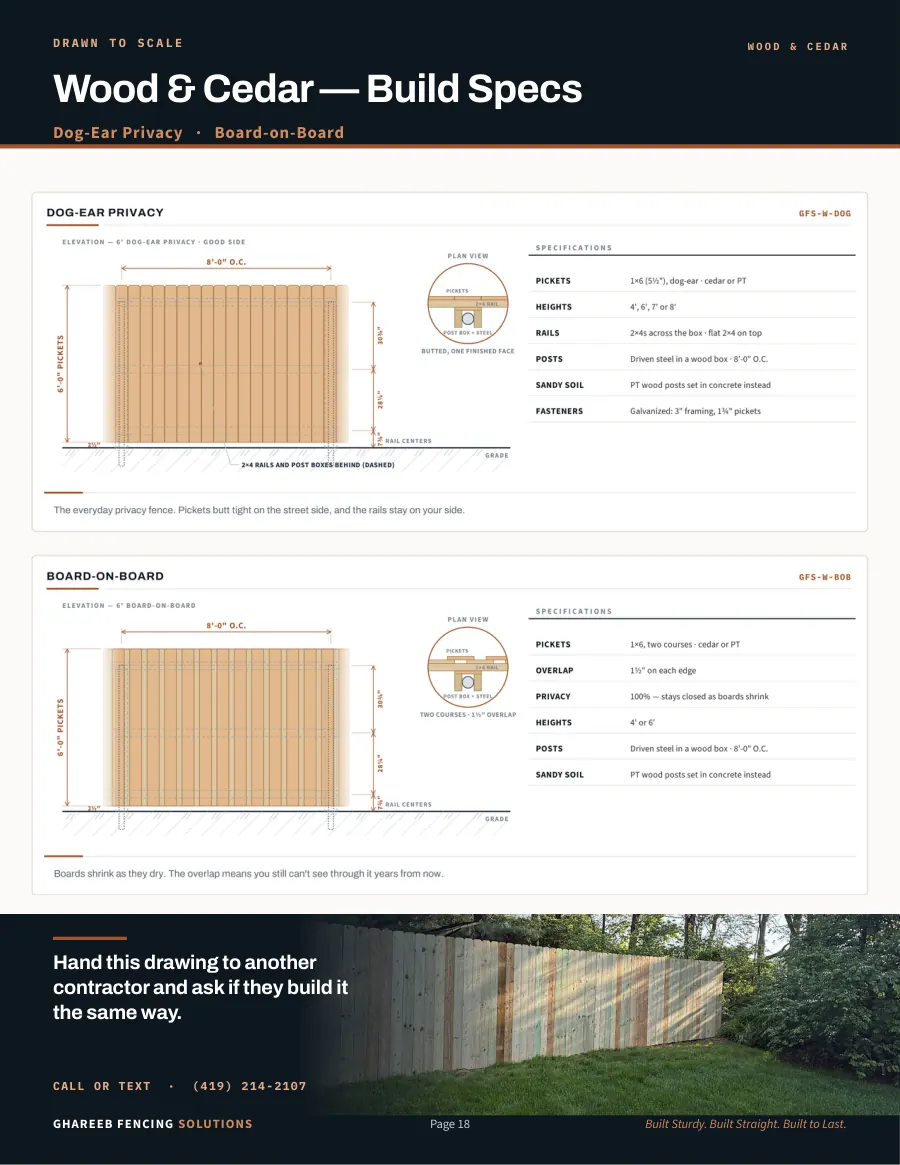 DRAWN TO SCALE
WOOD & CEDAR
Wood & Cedar — Build Specs
Dog-Ear Privacy · Board-on-Board
DOG-EAR PRIVACY
GFS-W-DOG
ELEVATION — 6' DOG-EAR PRIVACY · GOOD SIDE
8'-0" O.C.
6'-0" PICKETS
2½"
30¾"
28¼"
7¾"
RAIL CENTERS
GRADE
2×4 RAILS AND POST BOXES BEHIND (DASHED)
PLAN VIEW
PICKETS
2×4 RAIL
POST BOX + STEEL
BUTTED, ONE FINISHED FACE
SPECIFICATIONS
PICKETS 1×6 (5½"), dog-ear · cedar or PT
HEIGHTS 4', 6', 7' or 8'
RAILS 2×4s across the box · flat 2×4 on top
POSTS Driven steel in a wood box · 8'-0" O.C.
SANDY SOIL PT wood posts set in concrete instead
FASTENERS Galvanized: 3" framing, 1¾" pickets
The everyday privacy fence. Pickets butt tight on the street side, and the rails stay on your side.
BOARD-ON-BOARD
GFS-W-BOB
ELEVATION — 6' BOARD-ON-BOARD
8'-0" O.C.
6'-0" PICKETS
2½"
30¾"
28¼"
7¾"
RAIL CENTERS
GRADE
PLAN VIEW
PICKETS
2×4 RAIL
POST BOX + STEEL
TWO COURSES · 1½" OVERLAP
SPECIFICATIONS
PICKETS 1×6, two courses · cedar or PT
OVERLAP 1½" on each edge
PRIVACY 100% — stays closed as boards shrink
HEIGHTS 4' or 6'
POSTS Driven steel in a wood box · 8'-0" O.C.
SANDY SOIL PT wood posts set in concrete instead
Boards shrink as they dry. The overlap means you still can't see through it years from now.
Hand this drawing to another
contractor and ask if they build it
the same way.
CALL OR TEXT · (419) 214-2107
GHAREEB FENCING SOLUTIONS
Page 18
Built Sturdy. Built Straight. Built to Last.